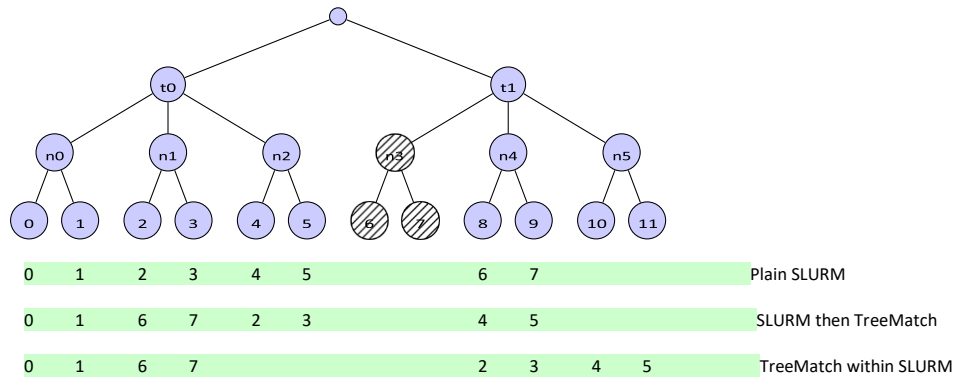 t0 t1
n0 n1 n2 n3 n4 n5
0 1 2 3 4 5 6 7 8 9 10 11
0 1 2 3 4 5 6 7 Plain SLURM
0 1 6 7 2 3 4 5 SLURM then TreeMatch
0 1 6 7 2 3 4 5 TreeMatch within SLURM